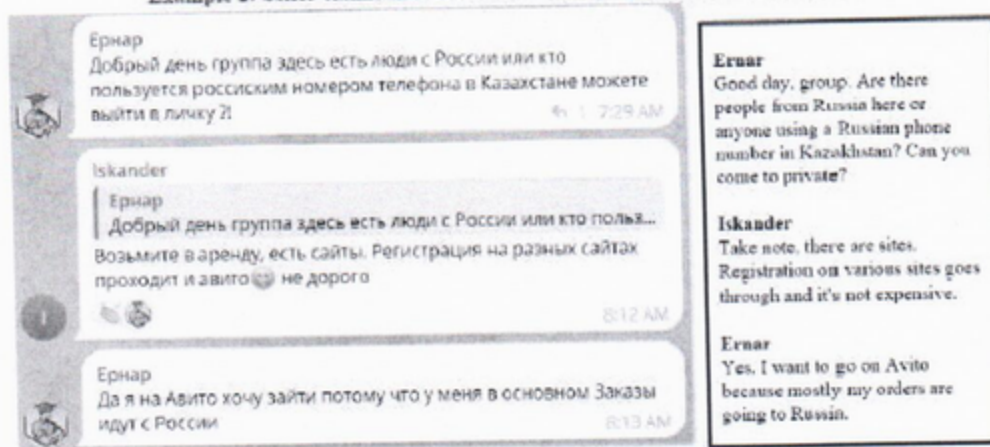 Ернар
Добрый день группа здесь есть люди с России или кто
пользуется россиским номером телефона в Казахстане можете
выйти в личку ?!
1 7:29 AM
Iskander
Ернар
Добрый день группа здесь есть люди с России или кто польз...
Возьмите в аренду, есть сайты. Регистрация на разных сайтах
проходит и авито не дорого
8:12 AM
Ернар
Да я на Авито хочу зайти потому что у меня в основном Заказы
идут с России
8:13 AM
Ernar
Good day, group. Are there
people from Russia here or
anyone using a Russian phone
number in Kazakhstan? Can you
come to private?
Iskander
Take note, there are sites.
Registration on various sites goes
through and it's not expensive.
Ernar
Yes, I want to go on Avito
because mostly my orders are
going to Russia.